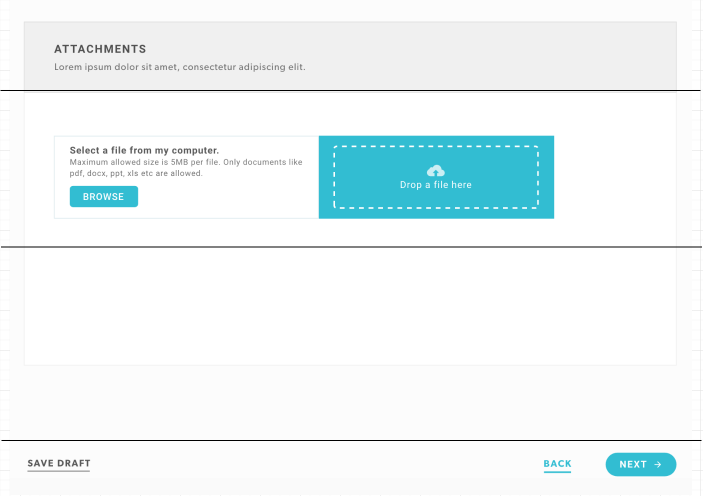 ATTACHMENTS
Lorem ipsum dolor sit amet, consectetur adipiscing elit.
Select a file from my computer.
Maximum allowed size is 5MB per file. Only documents like
pdf, docx, ppt, xls etc are allowed.
BROWSE
Drop a file here
SAVE DRAFT
BACK
NEXT →